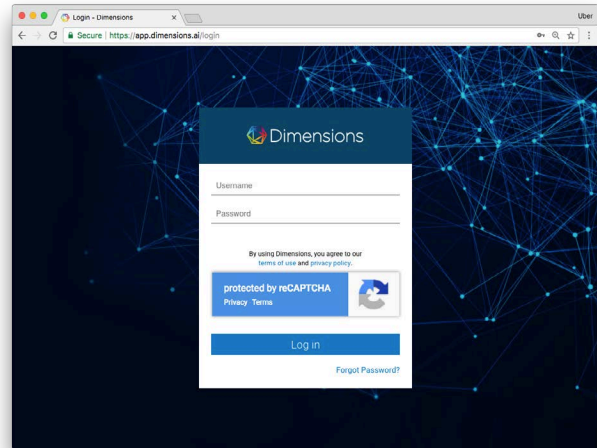 Login - Dimensions
Uber
Secure | https://app.dimensions.ai/login
Dimensions
Username
Password
By using Dimensions, you agree to our
terms of use and privacy policy.
protected by reCAPTCHA
Privacy Terms
Log in
Forgot Password?